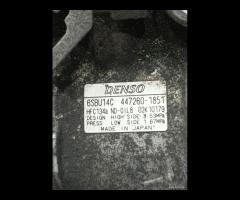 DENSO
6SBU14C 447260-1851
HFC134a ND-OIL8 02K10179
DESIGN HIGH SIDE 3.53MPa
PRESS LOW SIDE 1.67MPa
MADE IN JAPAN